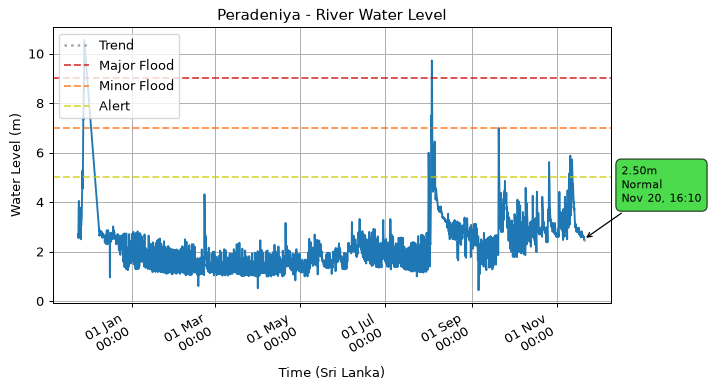 Peradeniya - River Water Level
Trend
Major Flood
Minor Flood
Alert
Water Level (m)
10
8
6
4
2
0
2.50m
Normal
Nov 20, 16:10
01 Jan
00:00
01 Mar
00:00
01 May
00:00
01 Jul
00:00
01 Sep
00:00
01 Nov
00:00
Time (Sri Lanka)